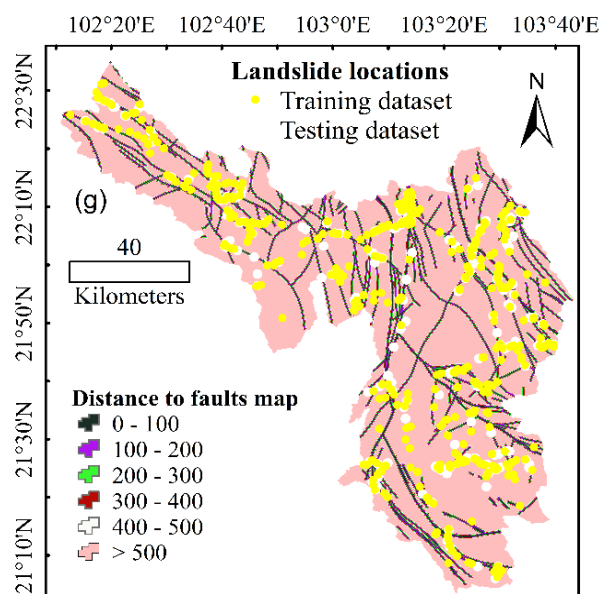 102°20'E 102°40'E 103°0'E 103°20'E 103°40'E
22°30'N
22°10'N
21°50'N
21°30'N
21°10'N
Landslide locations
Training dataset
Testing dataset
N
(g)
40
Kilometers
Distance to faults map
0 - 100
100 - 200
200 - 300
300 - 400
400 - 500
> 500